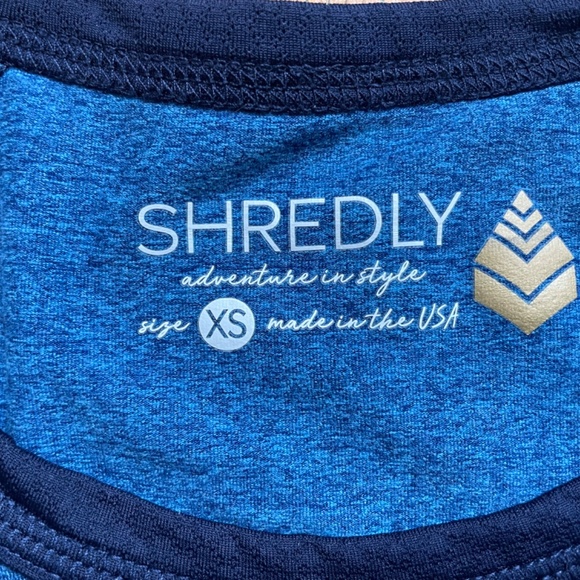 SHREDLY
adventure in style
size XS made in the USA